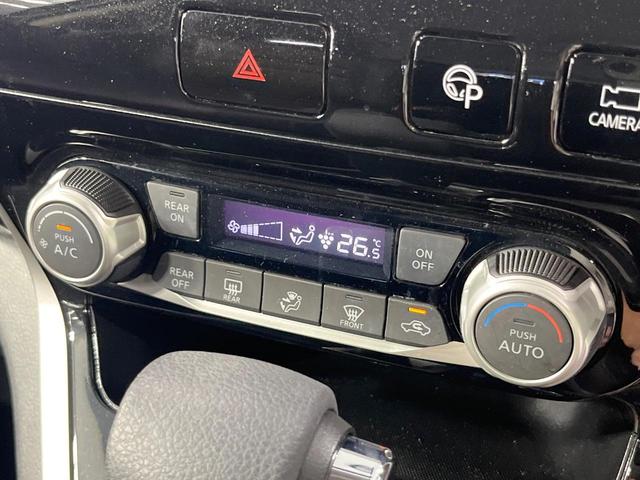 P
CAMERA
REAR
ON
26.5
°C
ON
OFF
PUSH
A/C
REAR
OFF
REAR
FRONT
PUSH
AUTO